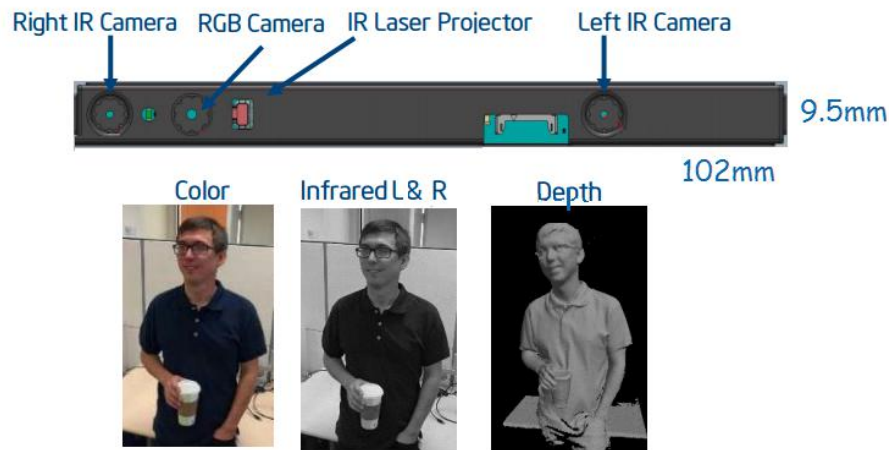 Right IR Camera
RGB Camera
IR Laser Projector
Left IR Camera
9.5mm
102mm
Color
Infrared L & R
Depth